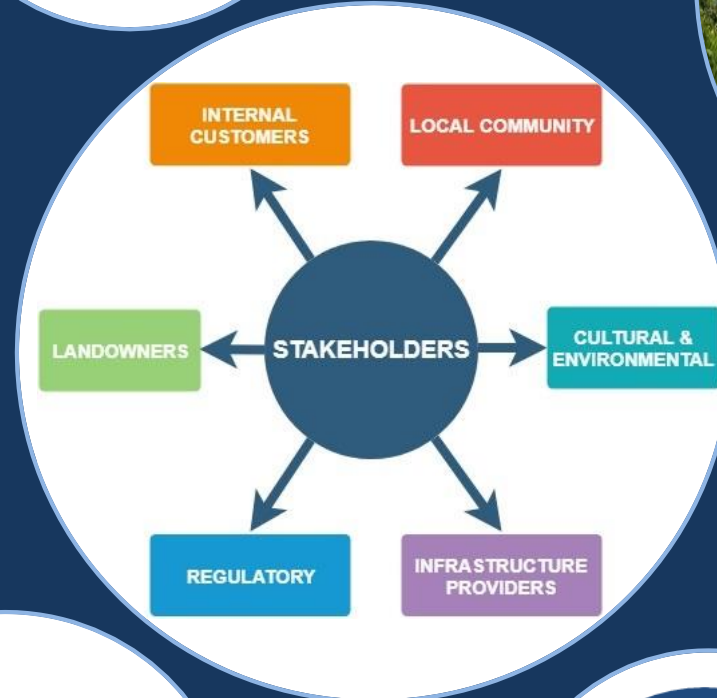 INTERNAL
CUSTOMERS
LOCAL COMMUNITY
LANDOWNERS
STAKEHOLDERS
CULTURAL &
ENVIRONMENTAL
REGULATORY
INFRASTRUCTURE
PROVIDERS